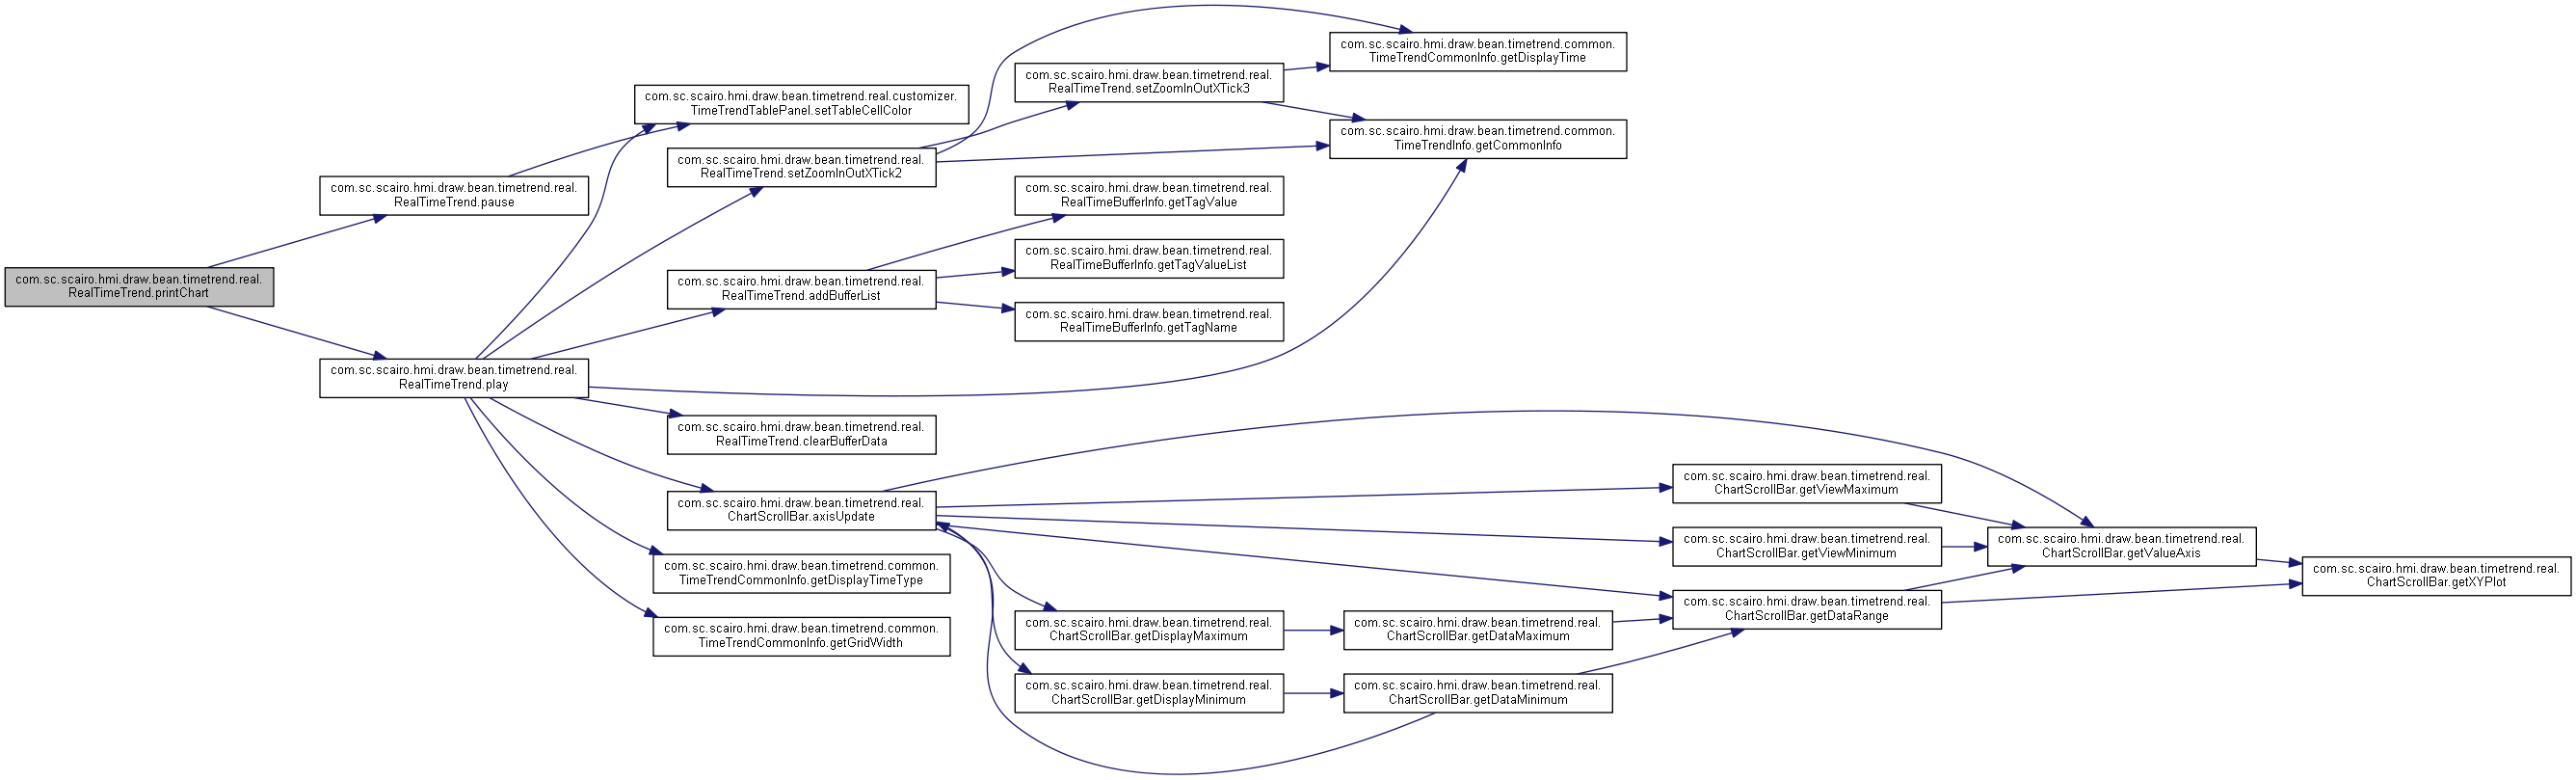 com.sc.scairo.hmi.draw.bean.timetrend.real.
RealTimeTrend.printChart
com.sc.scairo.hmi.draw.bean.timetrend.real.
RealTimeTrend.pause
com.sc.scairo.hmi.draw.bean.timetrend.real.
RealTimeTrend.play
com.sc.scairo.hmi.draw.bean.timetrend.real.customizer.
TimeTrendTablePanel.setTableCellColor
com.sc.scairo.hmi.draw.bean.timetrend.real.
RealTimeTrend.setZoomInOutXTick2
com.sc.scairo.hmi.draw.bean.timetrend.real.
RealTimeTrend.addBufferList
com.sc.scairo.hmi.draw.bean.timetrend.real.
RealTimeTrend.clearBufferData
com.sc.scairo.hmi.draw.bean.timetrend.real.
ChartScrollBar.axisUpdate
com.sc.scairo.hmi.draw.bean.timetrend.common.
TimeTrendCommonInfo.getDisplayTimeType
com.sc.scairo.hmi.draw.bean.timetrend.common.
TimeTrendCommonInfo.getGridWidth
com.sc.scairo.hmi.draw.bean.timetrend.real.
RealTimeTrend.setZoomInOutXTick3
com.sc.scairo.hmi.draw.bean.timetrend.real.
RealTimeBufferInfo.getTagValue
com.sc.scairo.hmi.draw.bean.timetrend.real.
RealTimeBufferInfo.getTagValueList
com.sc.scairo.hmi.draw.bean.timetrend.real.
RealTimeBufferInfo.getTagName
com.sc.scairo.hmi.draw.bean.timetrend.real.
ChartScrollBar.getDisplayMaximum
com.sc.scairo.hmi.draw.bean.timetrend.real.
ChartScrollBar.getDisplayMinimum
com.sc.scairo.hmi.draw.bean.timetrend.common.
TimeTrendCommonInfo.getDisplayTime
com.sc.scairo.hmi.draw.bean.timetrend.common.
TimeTrendInfo.getCommonInfo
com.sc.scairo.hmi.draw.bean.timetrend.real.
ChartScrollBar.getDataMaximum
com.sc.scairo.hmi.draw.bean.timetrend.real.
ChartScrollBar.getDataMinimum
com.sc.scairo.hmi.draw.bean.timetrend.real.
ChartScrollBar.getViewMaximum
com.sc.scairo.hmi.draw.bean.timetrend.real.
ChartScrollBar.getViewMinimum
com.sc.scairo.hmi.draw.bean.timetrend.real.
ChartScrollBar.getDataRange
com.sc.scairo.hmi.draw.bean.timetrend.real.
ChartScrollBar.getValueAxis
com.sc.scairo.hmi.draw.bean.timetrend.real.
ChartScrollBar.getXYPlot